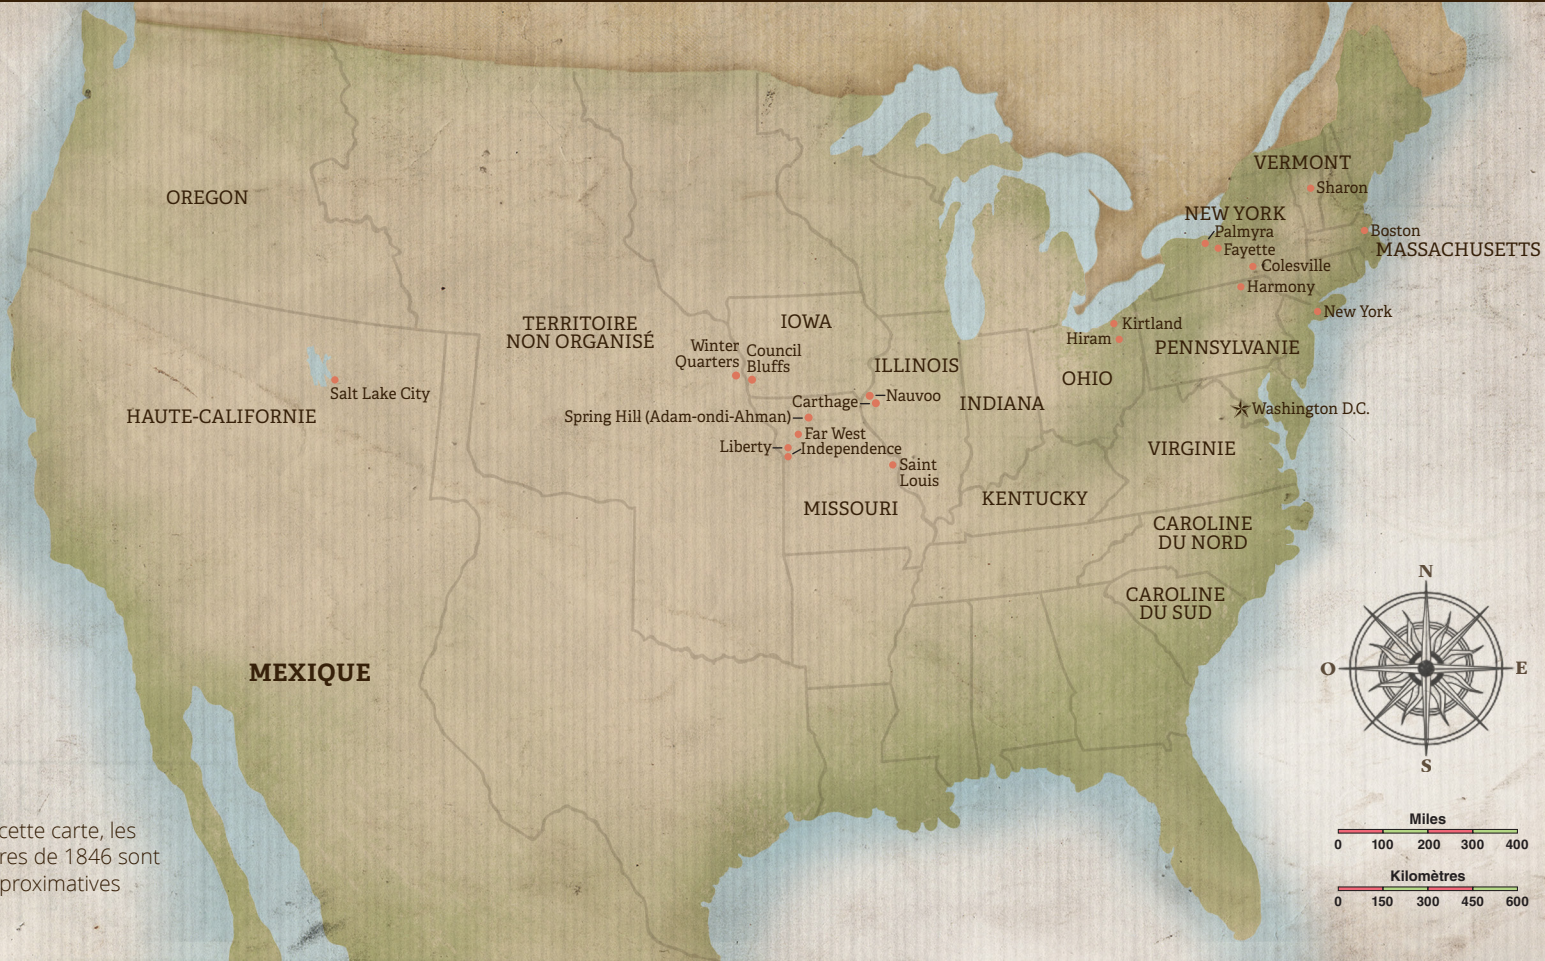 VERMONT
Sharon
OREGON
NEW YORK
Palmyra
Boston
Fayette
MASSACHUSETTS
Colesville
Harmony
New York
TERRITOIRE
NON ORGANISÉ
IOWA
Kirtland
Hiram
PENNSYLVANIE
Winter
Quarters
Council
Bluffs
ILLINOIS
OHIO
Salt Lake City
Nauvoo
Carthage
INDIANA
Washington D.C.
HAUTE-CALIFORNIE
Spring Hill (Adam-ondi-Ahman)
Far West
Liberty
Independence
VIRGINIE
Saint
Louis
KENTUCKY
MISSOURI
CAROLINE
DU NORD
CAROLINE
DU SUD
MEXIQUE
N
O
E
S
cette carte, les
res de 1846 sont
proximatives
Miles
0 100 200 300 400
Kilomètres
0 150 300 450 600